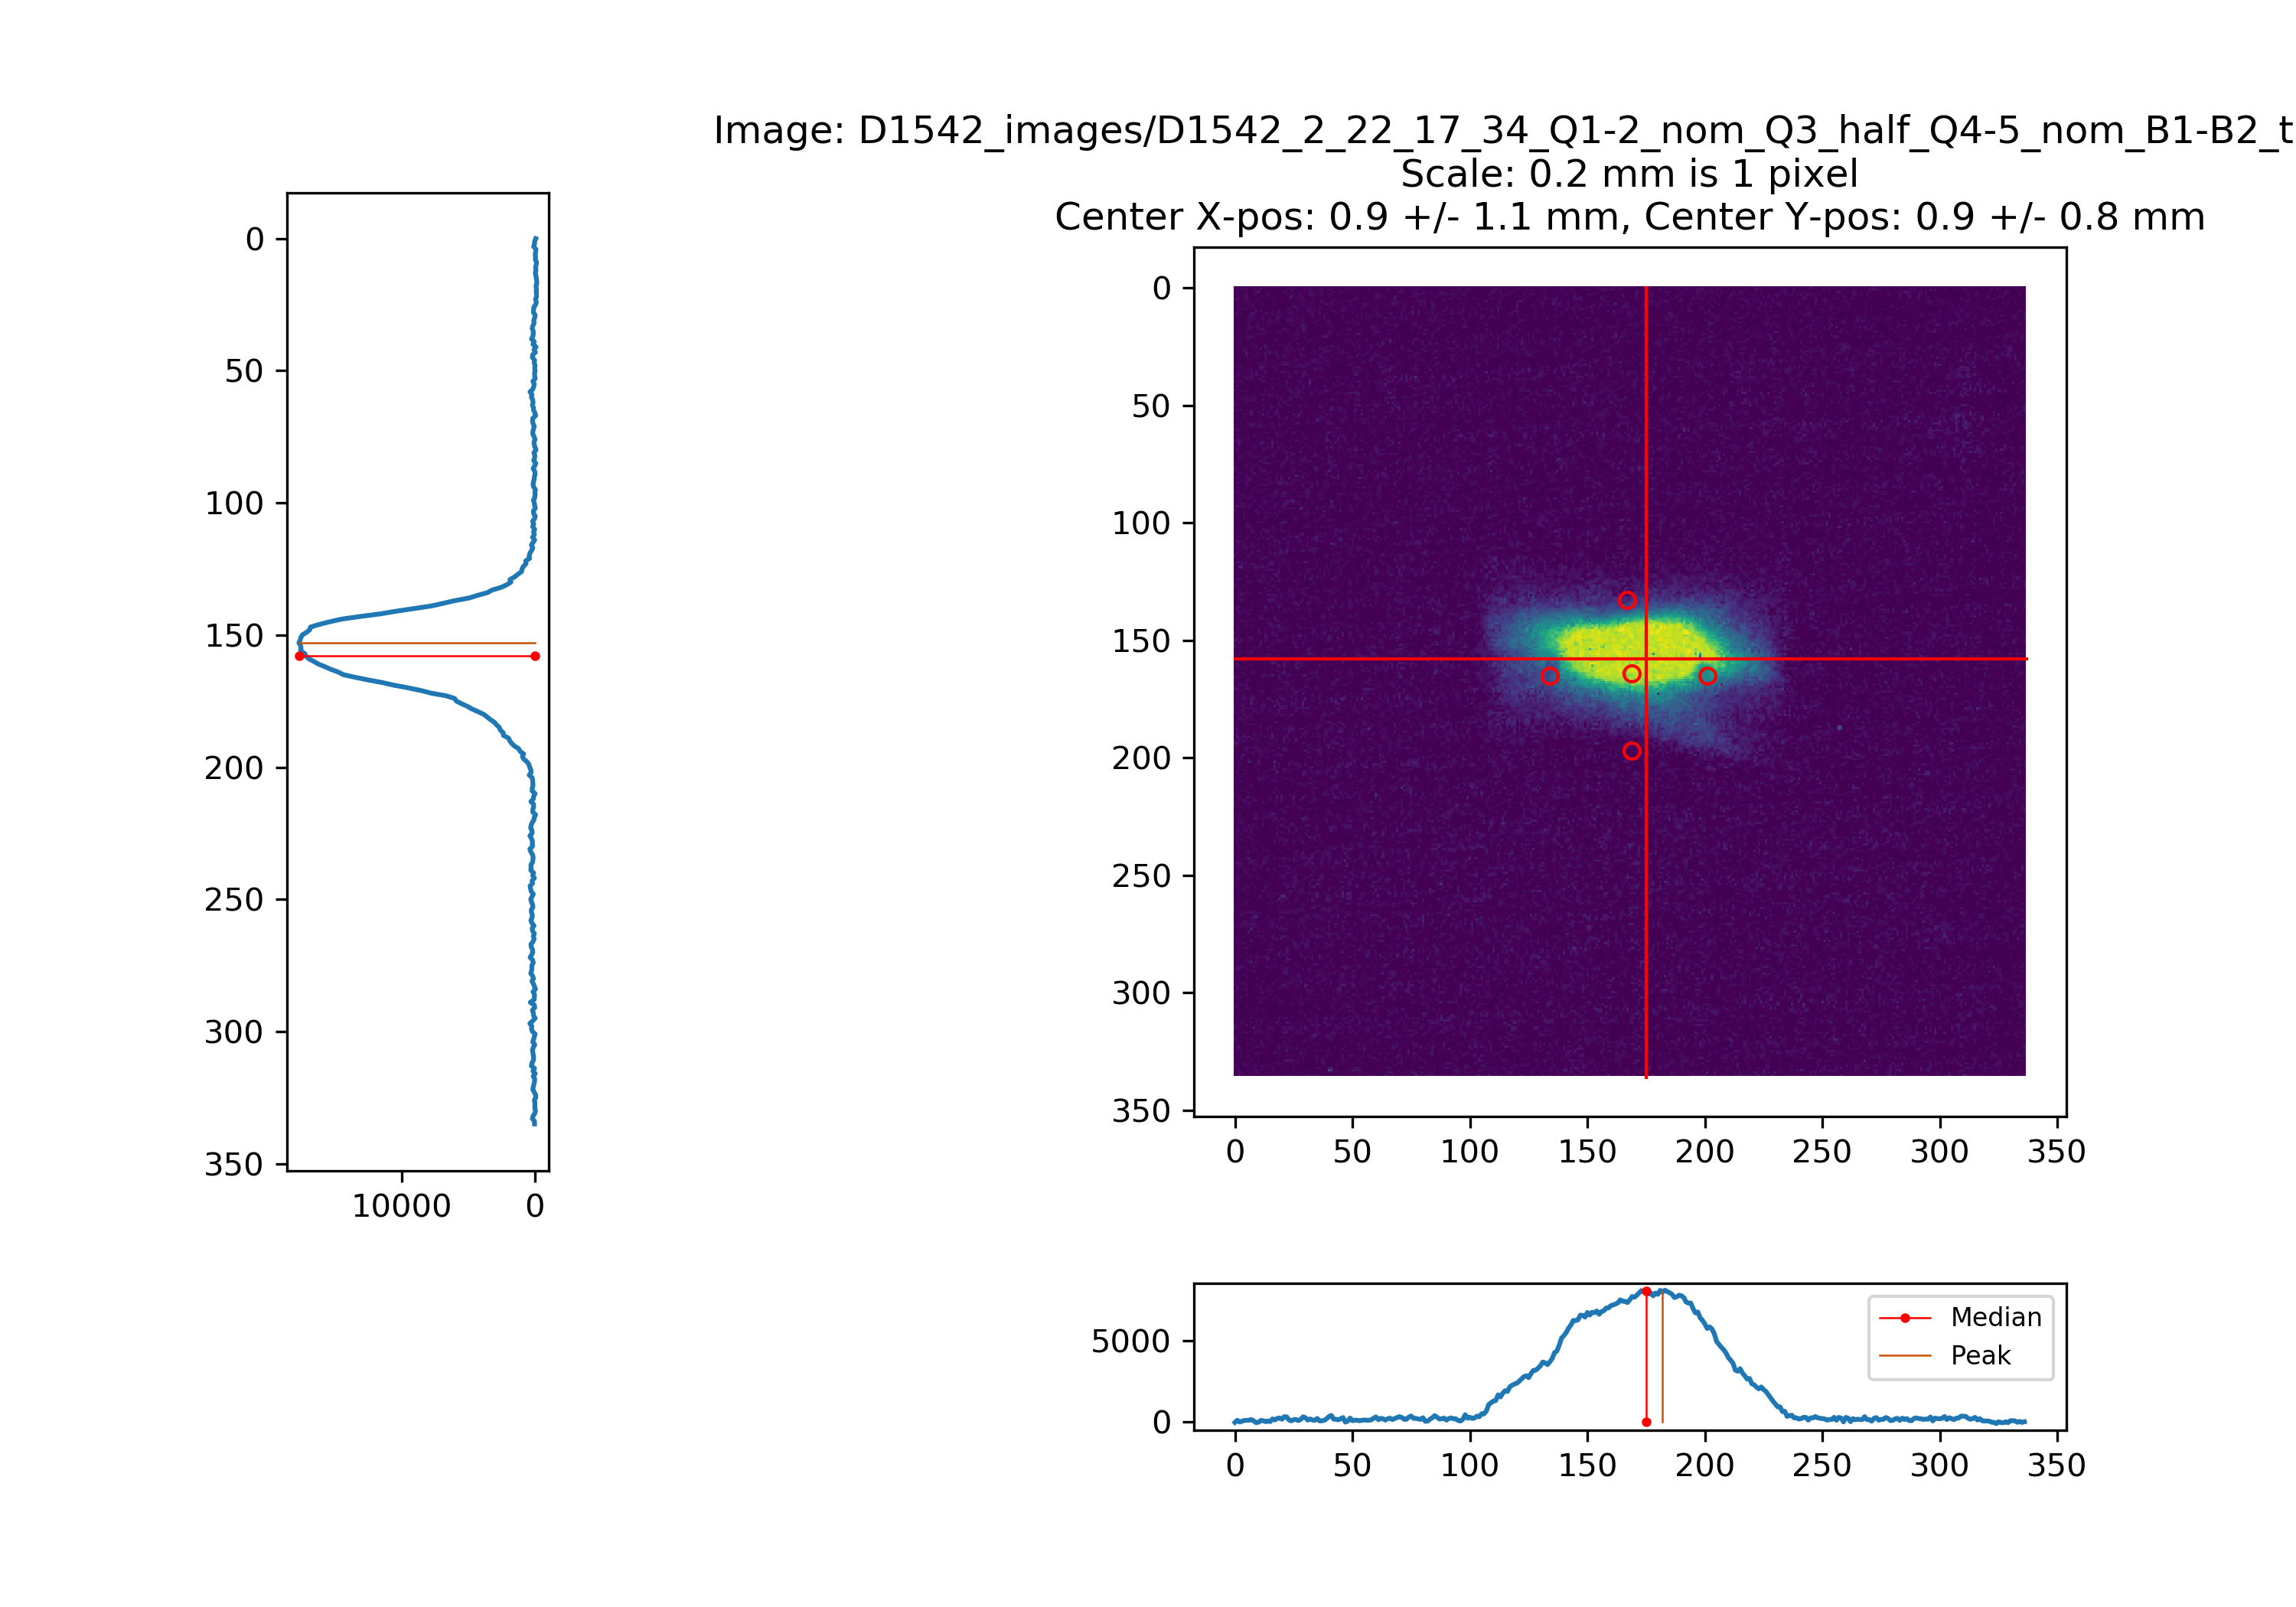 Image: D1542_images/D1542_2_22_17_34_Q1-2_nom_Q3_half_Q4-5_nom_B1-B2_t
Scale: 0.2 mm is 1 pixel
Center X-pos: 0.9 +/- 1.1 mm, Center Y-pos: 0.9 +/- 0.8 mm
0
50
100
150
200
250
300
350
10000 0
0
50
100
150
200
250
300
350
0 50 100 150 200 250 300 350
5000
0
Median
Peak
0 50 100 150 200 250 300 350